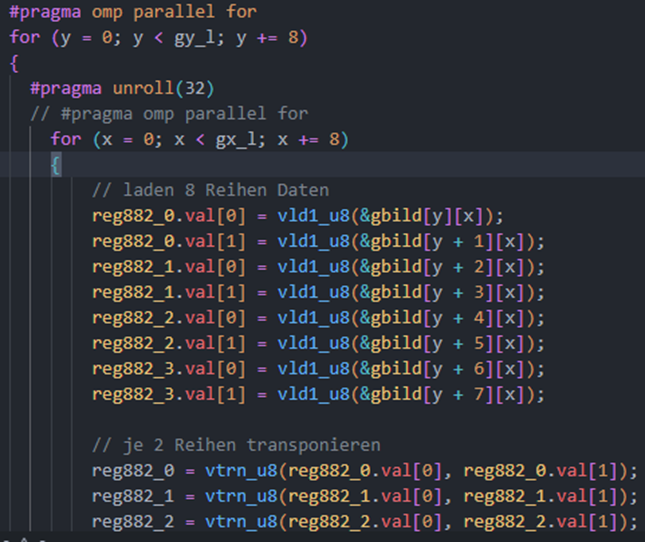 #pragma omp parallel for
for (y = 0; y < gy_l; y += 8)
{
#pragma unroll(32)
// #pragma omp parallel for
for (x = 0; x < gx_l; x += 8)
{
// laden 8 Reihen Daten
reg882_0.val[0] = vld1_u8(&gbild[y][x]);
reg882_0.val[1] = vld1_u8(&gbild[y + 1][x]);
reg882_1.val[0] = vld1_u8(&gbild[y + 2][x]);
reg882_1.val[1] = vld1_u8(&gbild[y + 3][x]);
reg882_2.val[0] = vld1_u8(&gbild[y + 4][x]);
reg882_2.val[1] = vld1_u8(&gbild[y + 5][x]);
reg882_3.val[0] = vld1_u8(&gbild[y + 6][x]);
reg882_3.val[1] = vld1_u8(&gbild[y + 7][x]);
// je 2 Reihen transponieren
reg882_0 = vtrn_u8(reg882_0.val[0], reg882_0.val[1]);
reg882_1 = vtrn_u8(reg882_1.val[0], reg882_1.val[1]);
reg882_2 = vtrn_u8(reg882_2.val[0], reg882_2.val[1]);